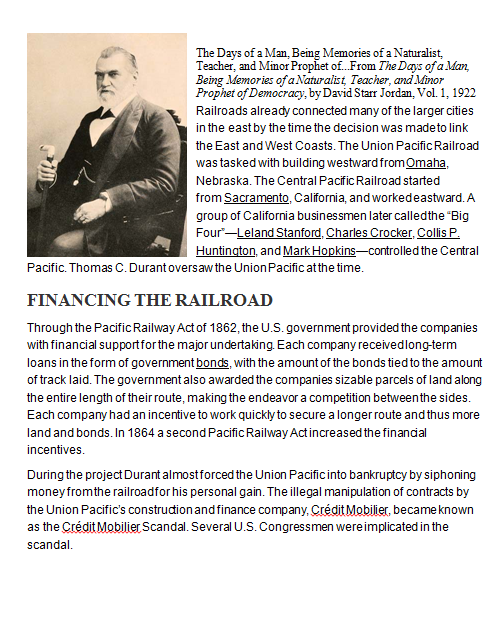 The Days of a Man, Being Memories of a Naturalist,
Teacher, and Minor Prophet of...From The Days of a Man,
Being Memories of a Naturalist, Teacher, and Minor
Prophet of Democracy, by David Starr Jordan, Vol. 1, 1922
Railroads already connected many of the larger cities
in the east by the time the decision was made to link
the East and West Coasts. The Union Pacific Railroad
was tasked with building westward from Omaha,
Nebraska. The Central Pacific Railroad started
from Sacramento, California, and worked eastward. A
group of California businessmen later called the “Big
Four”—Leland Stanford, Charles Crocker, Collis P.
Huntington, and Mark Hopkins—controlled the Central
Pacific. Thomas C. Durant oversaw the Union Pacific at the time.
FINANCING THE RAILROAD
Through the Pacific Railway Act of 1862, the U.S. government provided the companies
with financial support for the major undertaking. Each company received long-term
loans in the form of government bonds, with the amount of the bonds tied to the amount
of track laid. The government also awarded the companies sizable parcels of land along
the entire length of their route, making the endeavor a competition between the sides.
Each company had an incentive to work quickly to secure a longer route and thus more
land and bonds. In 1864 a second Pacific Railway Act increased the financial
incentives.
During the project Durant almost forced the Union Pacific into bankruptcy by siphoning
money from the railroad for his personal gain. The illegal manipulation of contracts by
the Union Pacific’s construction and finance company, Crédit Mobilier, became known
as the Crédit Mobilier Scandal. Several U.S. Congressmen were implicated in the
scandal.